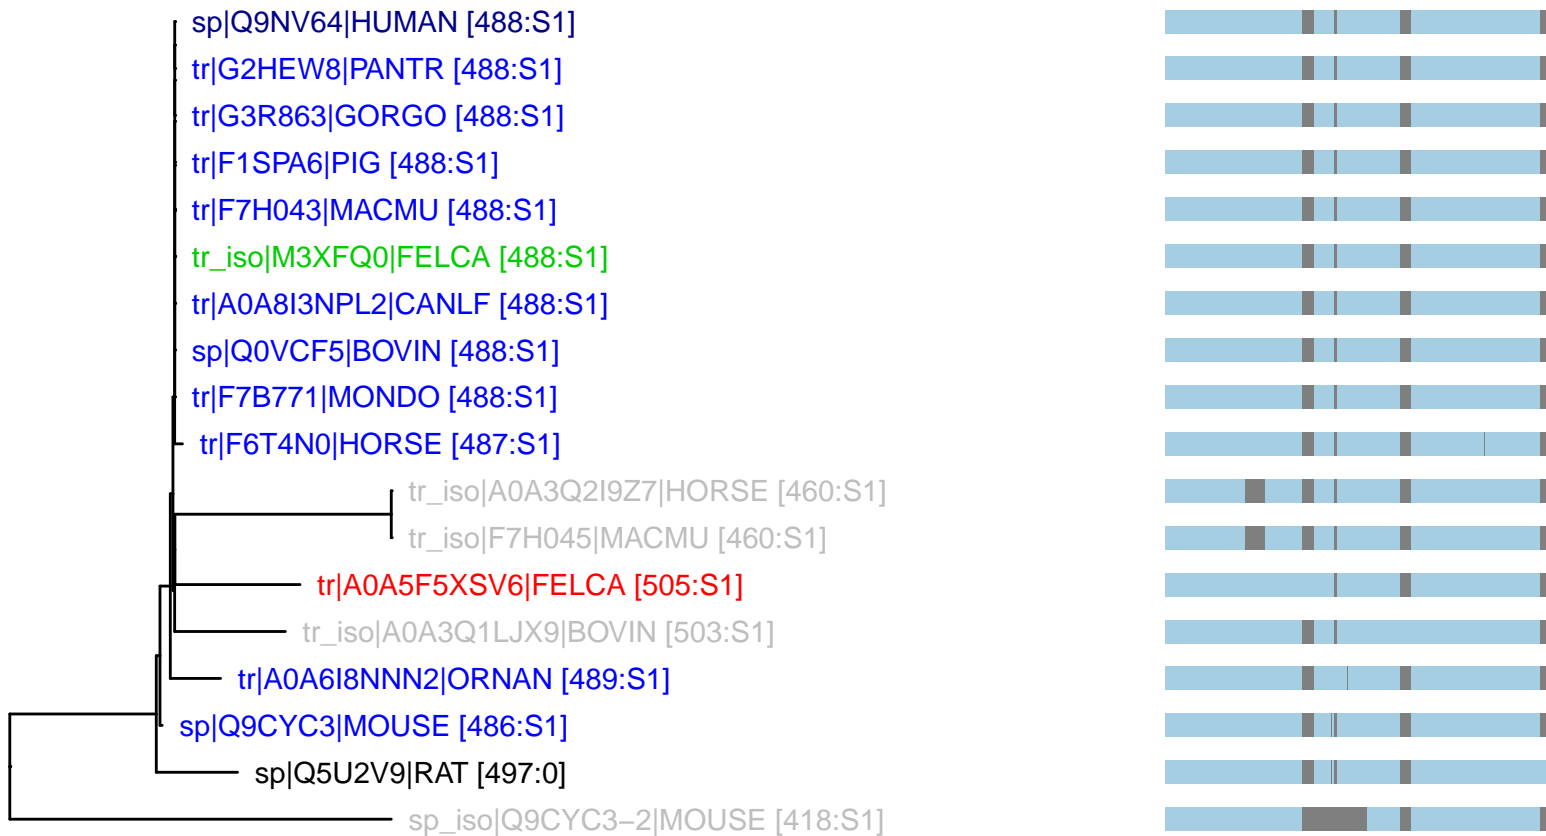 sp|Q9NV64|HUMAN [488:S1]
tr|G2HEW8|PANTR [488:S1]
tr|G3R863|GORGO [488:S1]
tr|F1SPA6|PIG [488:S1]
tr|F7H043|MACMU [488:S1]
tr_iso|M3XFQ0|FELCA [488:S1]
tr|A0A8I3NPL2|CANLF [488:S1]
sp|Q0VCF5|BOVIN [488:S1]
tr|F7B771|MONDO [488:S1]
tr|F6T4N0|HORSE [487:S1]
tr_iso|A0A3Q2I9Z7|HORSE [460:S1]
tr_iso|F7H045|MACMU [460:S1]
tr|A0A5F5XSV6|FELCA [505:S1]
tr_iso|A0A3Q1LJX9|BOVIN [503:S1]
tr|A0A6I8NNN2|ORNAN [489:S1]
sp|Q9CYC3|MOUSE [486:S1]
sp|Q5U2V9|RAT [497:0]
sp_iso|Q9CYC3−2|MOUSE [418:S1]